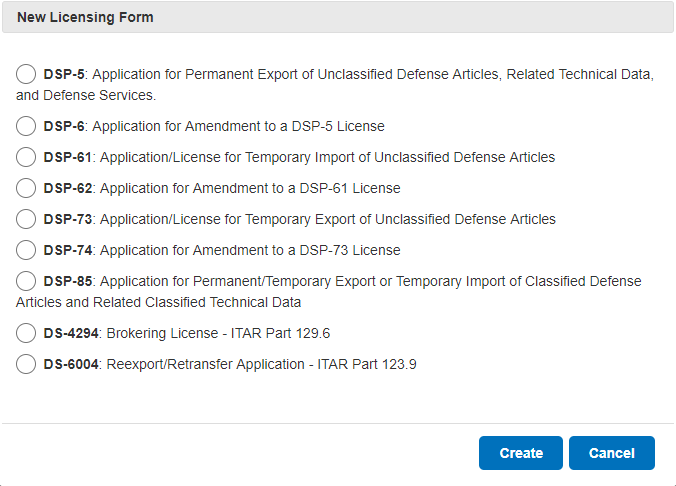 New Licensing Form
DSP-5: Application for Permanent Export of Unclassified Defense Articles, Related Technical Data,
and Defense Services.
DSP-6: Application for Amendment to a DSP-5 License
DSP-61: Application/License for Temporary Import of Unclassified Defense Articles
DSP-62: Application for Amendment to a DSP-61 License
DSP-73: Application/License for Temporary Export of Unclassified Defense Articles
DSP-74: Application for Amendment to a DSP-73 License
DSP-85: Application for Permanent/Temporary Export or Temporary Import of Classified Defense
Articles and Related Classified Technical Data
DS-4294: Brokering License - ITAR Part 129.6
DS-6004: Reexport/Retransfer Application - ITAR Part 123.9
Create Cancel